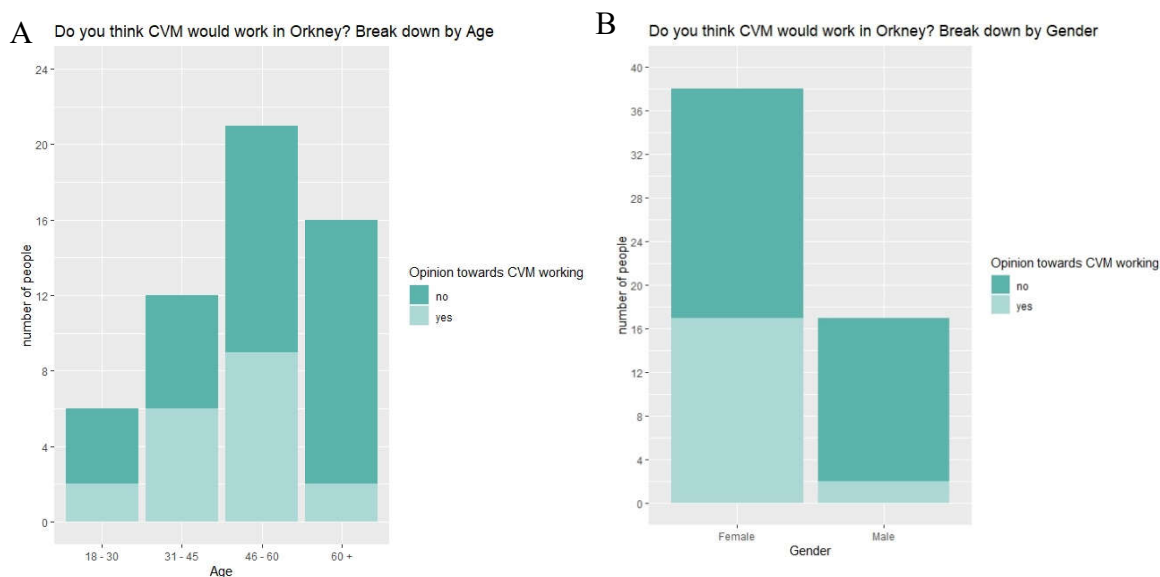 A
Do you think CVM would work in Orkney? Break down by Age
24
20
16
12
8
4
0
number of people
18 - 30
31 - 45
46 - 60
60 +
Age
Opinion towards CVM working
no
yes
B
Do you think CVM would work in Orkney? Break down by Gender
40
36
32
28
24
20
16
12
8
4
0
number of people
Female
Male
Gender
Opinion towards CVM working
no
yes